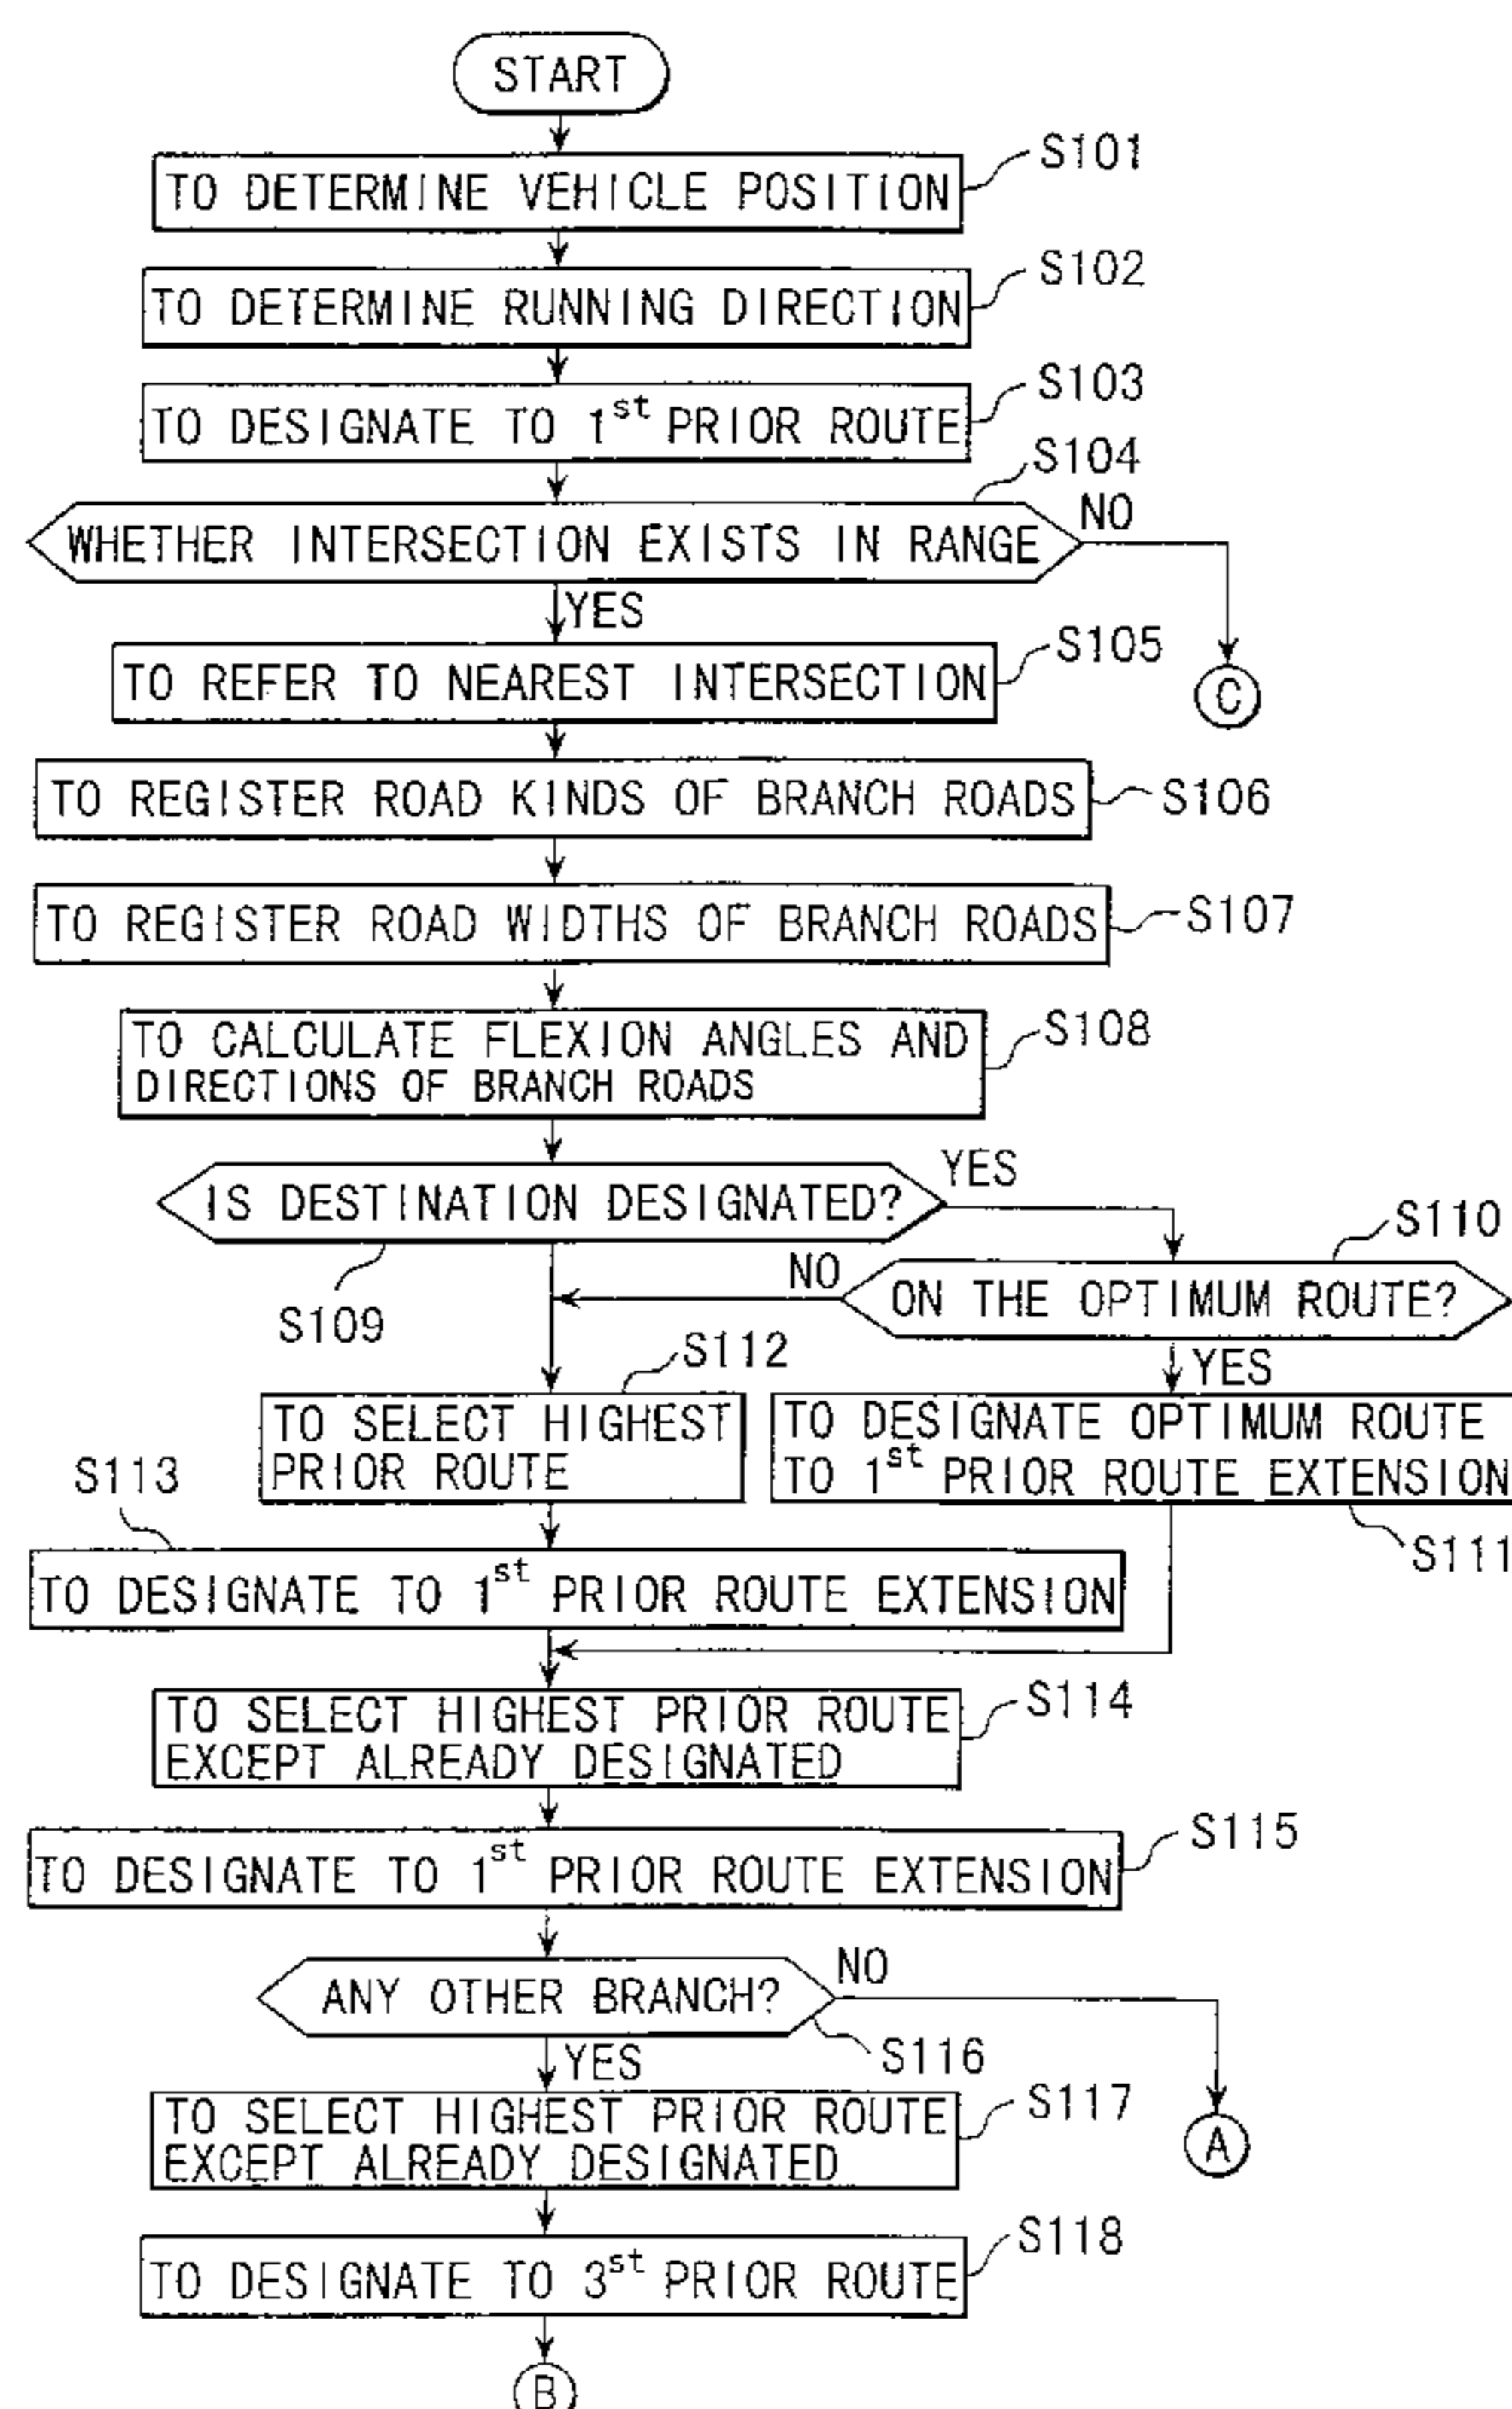 START
S101
TO DETERMINE VEHICLE POSITION
S102
TO DETERMINE RUNNING DIRECTION
S103
TO DESIGNATE TO 1st PRIOR ROUTE
S104
WHETHER INTERSECTION EXISTS IN RANGE
NO
YES
S105
TO REFER TO NEAREST INTERSECTION
C
TO REGISTER ROAD KINDS OF BRANCH ROADS
S106
TO REGISTER ROAD WIDTHS OF BRANCH ROADS
S107
TO CALCULATE FLEXION ANGLES AND
DIRECTIONS OF BRANCH ROADS
S108
IS DESTINATION DESIGNATED?
YES
S109
S110
NO
ON THE OPTIMUM ROUTE?
YES
S112
TO SELECT HIGHEST
PRIOR ROUTE
TO DESIGNATE OPTIMUM ROUTE
TO 1st PRIOR ROUTE EXTENSION
S111
S113
TO DESIGNATE TO 1st PRIOR ROUTE EXTENSION
S114
TO SELECT HIGHEST PRIOR ROUTE
EXCEPT ALREADY DESIGNATED
S115
TO DESIGNATE TO 1st PRIOR ROUTE EXTENSION
ANY OTHER BRANCH?
NO
S116
YES
S117
TO SELECT HIGHEST PRIOR ROUTE
EXCEPT ALREADY DESIGNATED
A
S118
TO DESIGNATE TO 3st PRIOR ROUTE
B